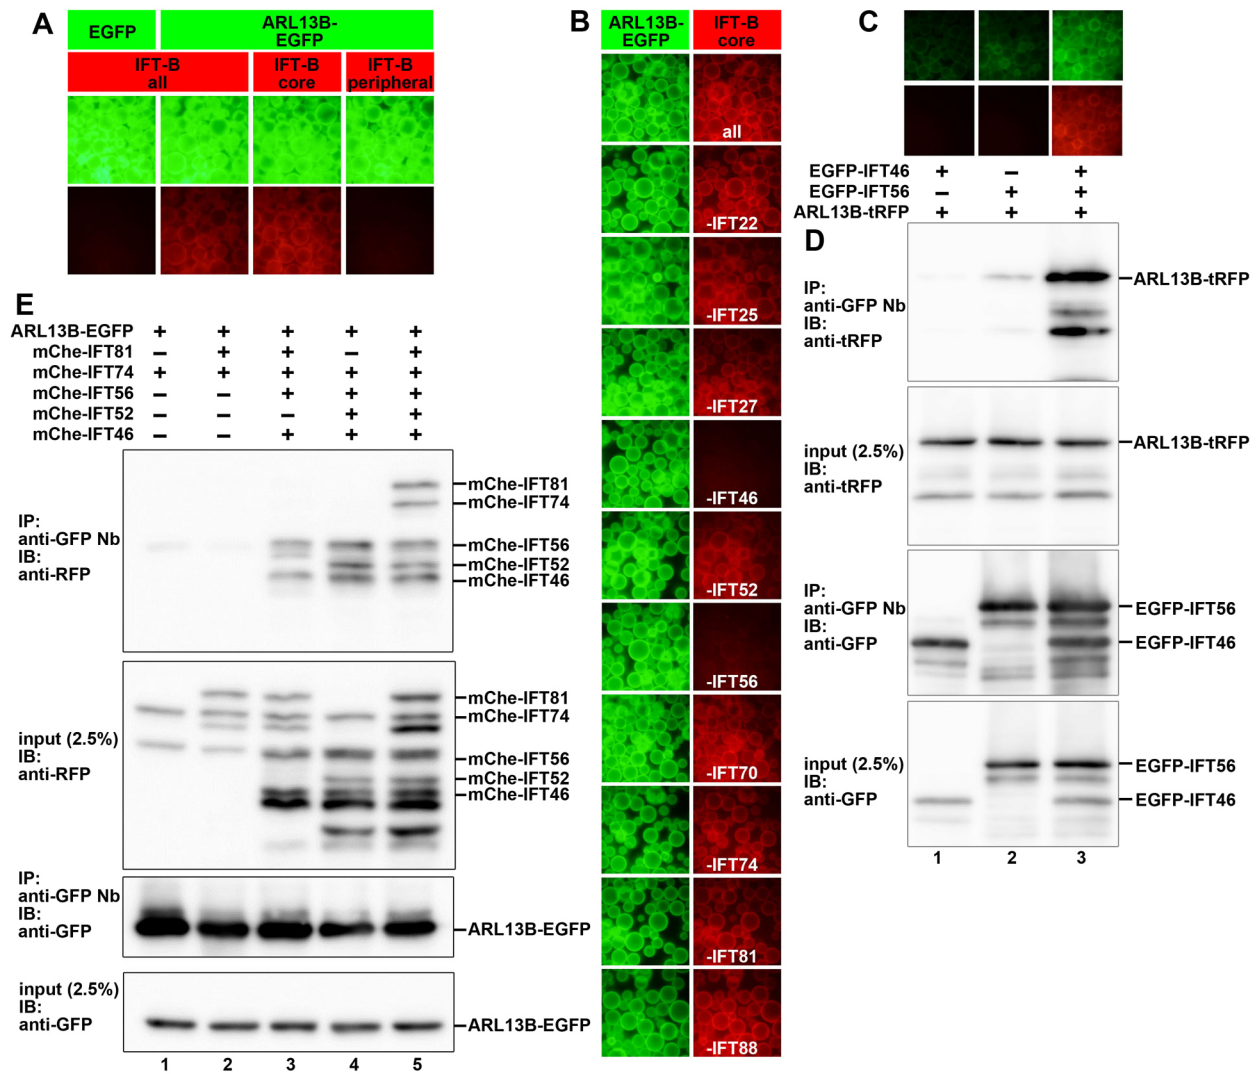 A
EGFP
ARL13B-
EGFP
IFT-B
all
IFT-B
core
IFT-B
peripheral
B
ARL13B-
EGFP
IFT-B
core
all
-IFT22
-IFT25
-IFT27
-IFT46
-IFT52
-IFT56
-IFT70
-IFT74
-IFT81
-IFT88
C
EGFP-IFT46 + – +
EGFP-IFT56 – + +
ARL13B-tRFP + + +
D
IP:
anti-GFP Nb
IB:
anti-tRFP
ARL13B-tRFP
input (2.5%)
IB:
anti-tRFP
ARL13B-tRFP
IP:
anti-GFP Nb
IB:
anti-GFP
EGFP-IFT56
EGFP-IFT46
input (2.5%)
IB:
anti-GFP
EGFP-IFT56
EGFP-IFT46
1 2 3
E
ARL13B-EGFP + + + + +
mChe-IFT81 – + + – +
mChe-IFT74 + + + + +
mChe-IFT56 – – + + +
mChe-IFT52 – – – + +
mChe-IFT46 – – + + +
IP:
anti-GFP Nb
IB:
anti-RFP
mChe-IFT81
mChe-IFT74
mChe-IFT56
mChe-IFT52
mChe-IFT46
input (2.5%)
IB:
anti-RFP
mChe-IFT81
mChe-IFT74
mChe-IFT56
mChe-IFT52
mChe-IFT46
IP:
anti-GFP Nb
IB:
anti-GFP
ARL13B-EGFP
input (2.5%)
IB:
anti-GFP
ARL13B-EGFP
1 2 3 4 5